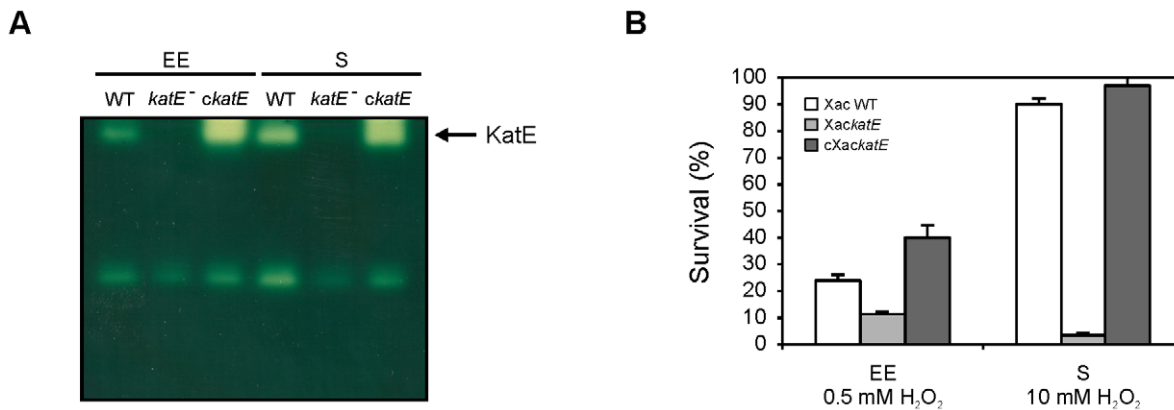 A
EE S
WT katE⁻ ckatE WT katE⁻ ckatE
KatE
B
Survival (%)
100
90
80
70
60
50
40
30
20
10
0
Xac WT
XackatE
cXackatE
EE S
0.5 mM H₂O₂ 10 mM H₂O₂